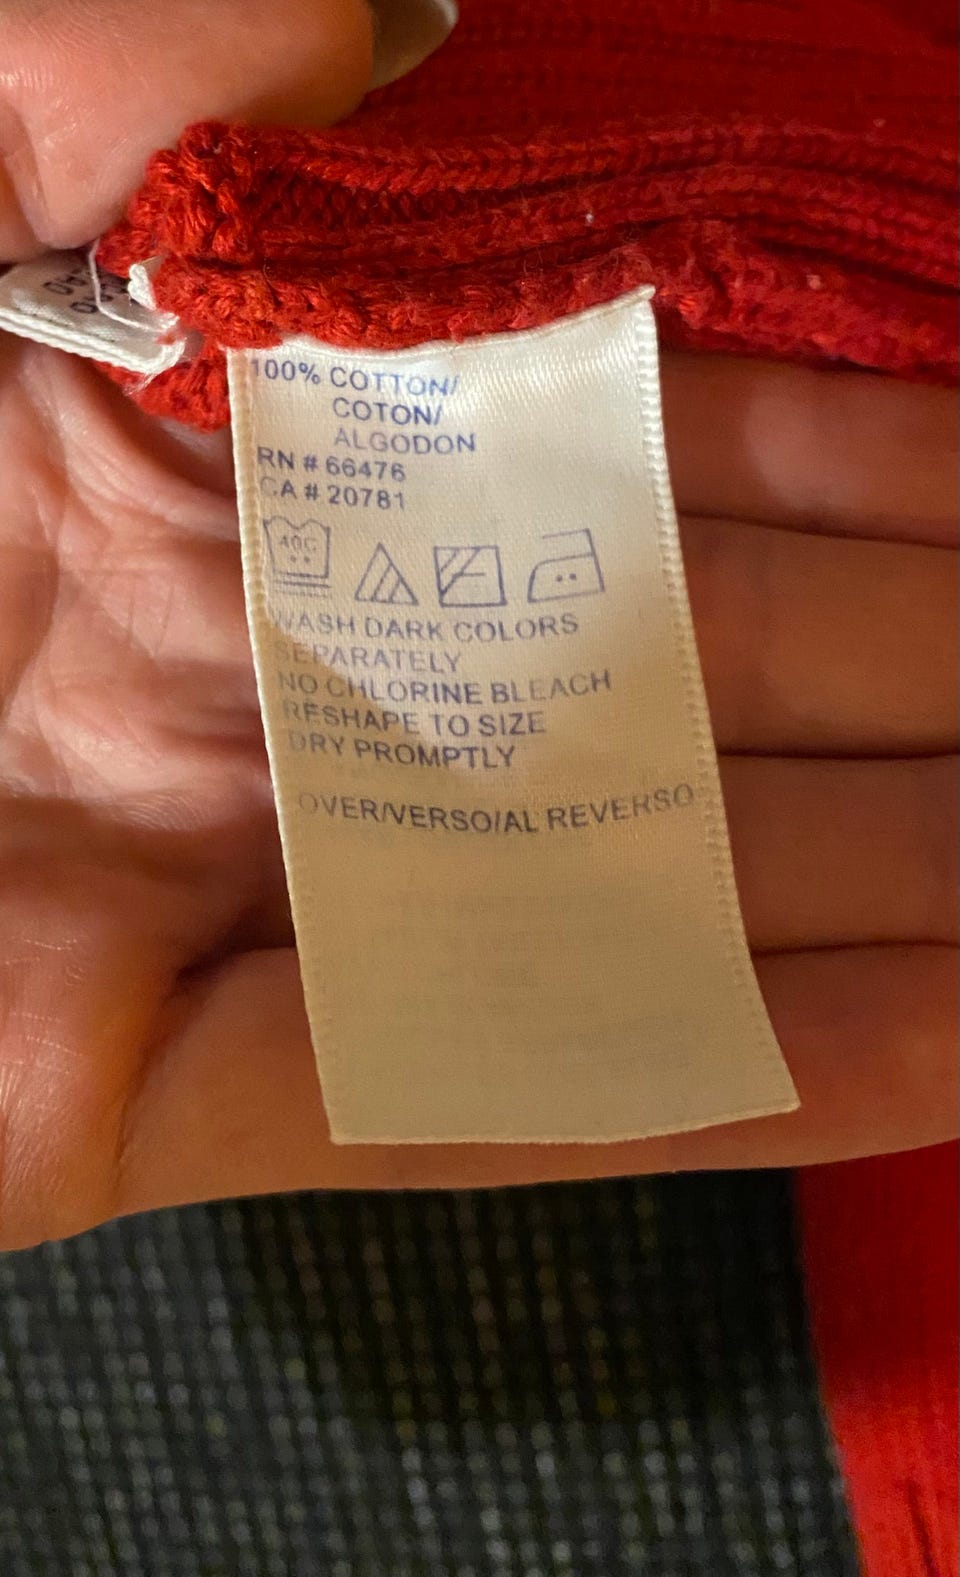 100% COTTON/
COTON/
ALGODON
RN # 66476
CA # 20781
40C
WASH DARK COLORS
SEPARATELY
NO CHLORINE BLEACH
RESHAPE TO SIZE
DRY PROMPTLY
OVER/VERSO/AL REVERSO